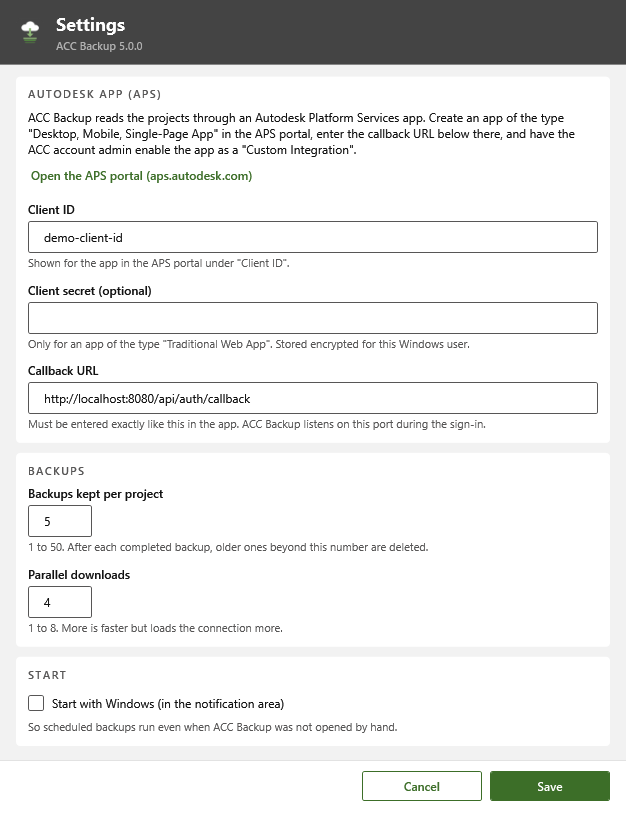 Settings
ACC Backup 5.0.0
AUTODESK APP (APS)
ACC Backup reads the projects through an Autodesk Platform Services app. Create an app of the type
"Desktop, Mobile, Single-Page App" in the APS portal, enter the callback URL below there, and have the
ACC account admin enable the app as a "Custom Integration".
Open the APS portal (aps.autodesk.com)
Client ID
demo-client-id
Shown for the app in the APS portal under "Client ID".
Client secret (optional)
Only for an app of the type "Traditional Web App". Stored encrypted for this Windows user.
Callback URL
http://localhost:8080/api/auth/callback
Must be entered exactly like this in the app. ACC Backup listens on this port during the sign-in.
BACKUPS
Backups kept per project
5
1 to 50. After each completed backup, older ones beyond this number are deleted.
Parallel downloads
4
1 to 8. More is faster but loads the connection more.
START
Start with Windows (in the notification area)
So scheduled backups run even when ACC Backup was not opened by hand.
Cancel
Save